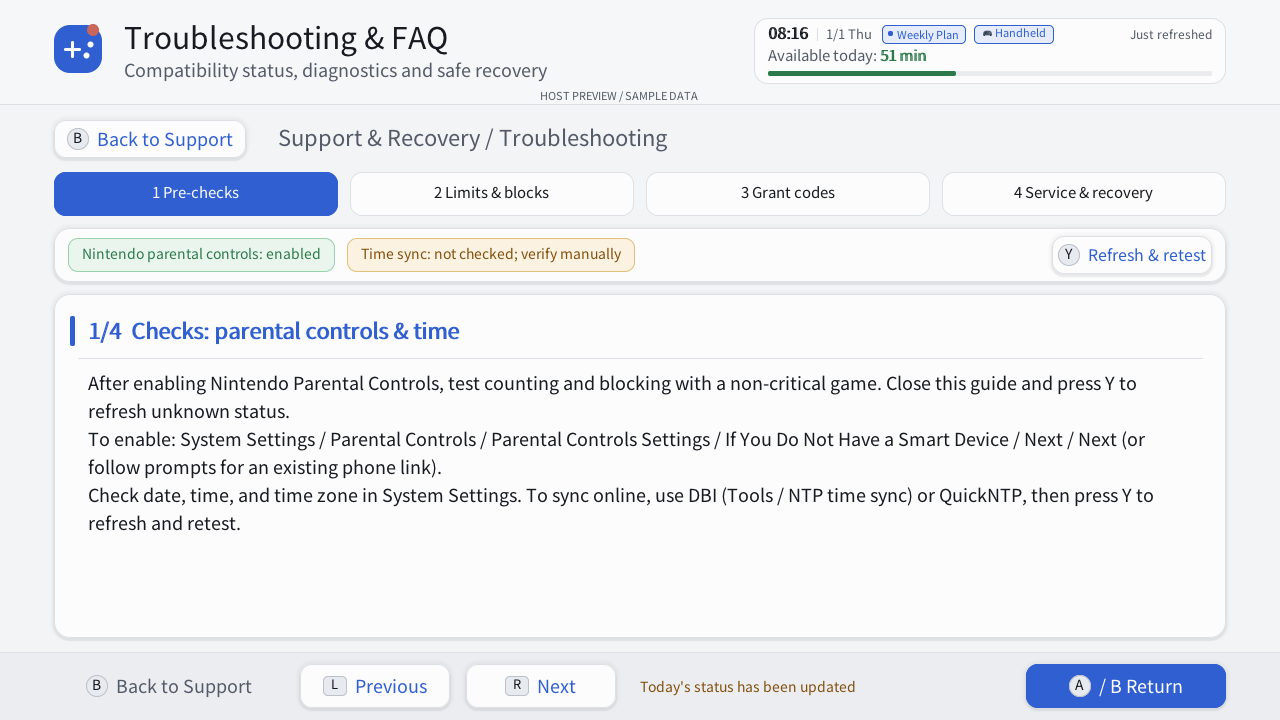 Troubleshooting & FAQ
Compatibility status, diagnostics and safe recovery
08:16 1/1 Thu Weekly Plan Handheld Just refreshed
Available today: 51 min
HOST PREVIEW / SAMPLE DATA
B Back to Support
Support & Recovery / Troubleshooting
1 Pre-checks
2 Limits & blocks
3 Grant codes
4 Service & recovery
Nintendo parental controls: enabled
Time sync: not checked; verify manually
Y Refresh & retest
1/4 Checks: parental controls & time
After enabling Nintendo Parental Controls, test counting and blocking with a non-critical game. Close this guide and press Y to
refresh unknown status.
To enable: System Settings / Parental Controls / Parental Controls Settings / If You Do Not Have a Smart Device / Next / Next (or
follow prompts for an existing phone link).
Check date, time, and time zone in System Settings. To sync online, use DBI (Tools / NTP time sync) or QuickNTP, then press Y to
refresh and retest.
B Back to Support
L Previous
R Next
Today's status has been updated
A / B Return